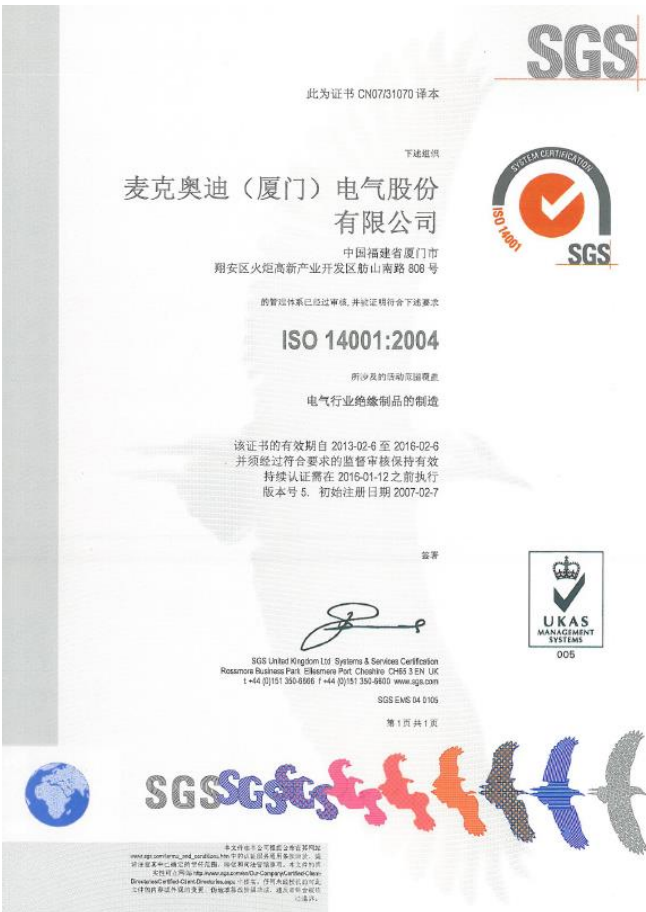 SGS
此为证书 CN07/31070 译本
下述组织
麦克奥迪（厦门）电气股份
有限公司
中国福建省厦门市
翔安区火炬高新产业开发区舫山南路 808 号
SYSTEM CERTIFICATION
ISO 14001
SGS
的管理体系已经过审核, 并被证明符合下述要求
ISO 14001:2004
所涉及的活动范围覆盖
电气行业绝缘制品的制造
该证书的有效期自 2013-02-6 至 2016-02-6
并须经过符合要求的监督审核保持有效
持续认证需在 2016-01-12 之前执行
版本号 5. 初始注册日期 2007-02-7
签署
UKAS
MANAGEMENT
SYSTEMS
005
SGS United Kingdom Ltd Systems & Services Certification
Rossmore Business Park Ellesmere Port, Cheshire CH65 3 EN UK
t +44 (0)151 350-6666 f +44 (0)151 350-6600 www.sgs.com
SGS EMS 04 0105
第 1 页 共 1 页
SGSSGSSGS